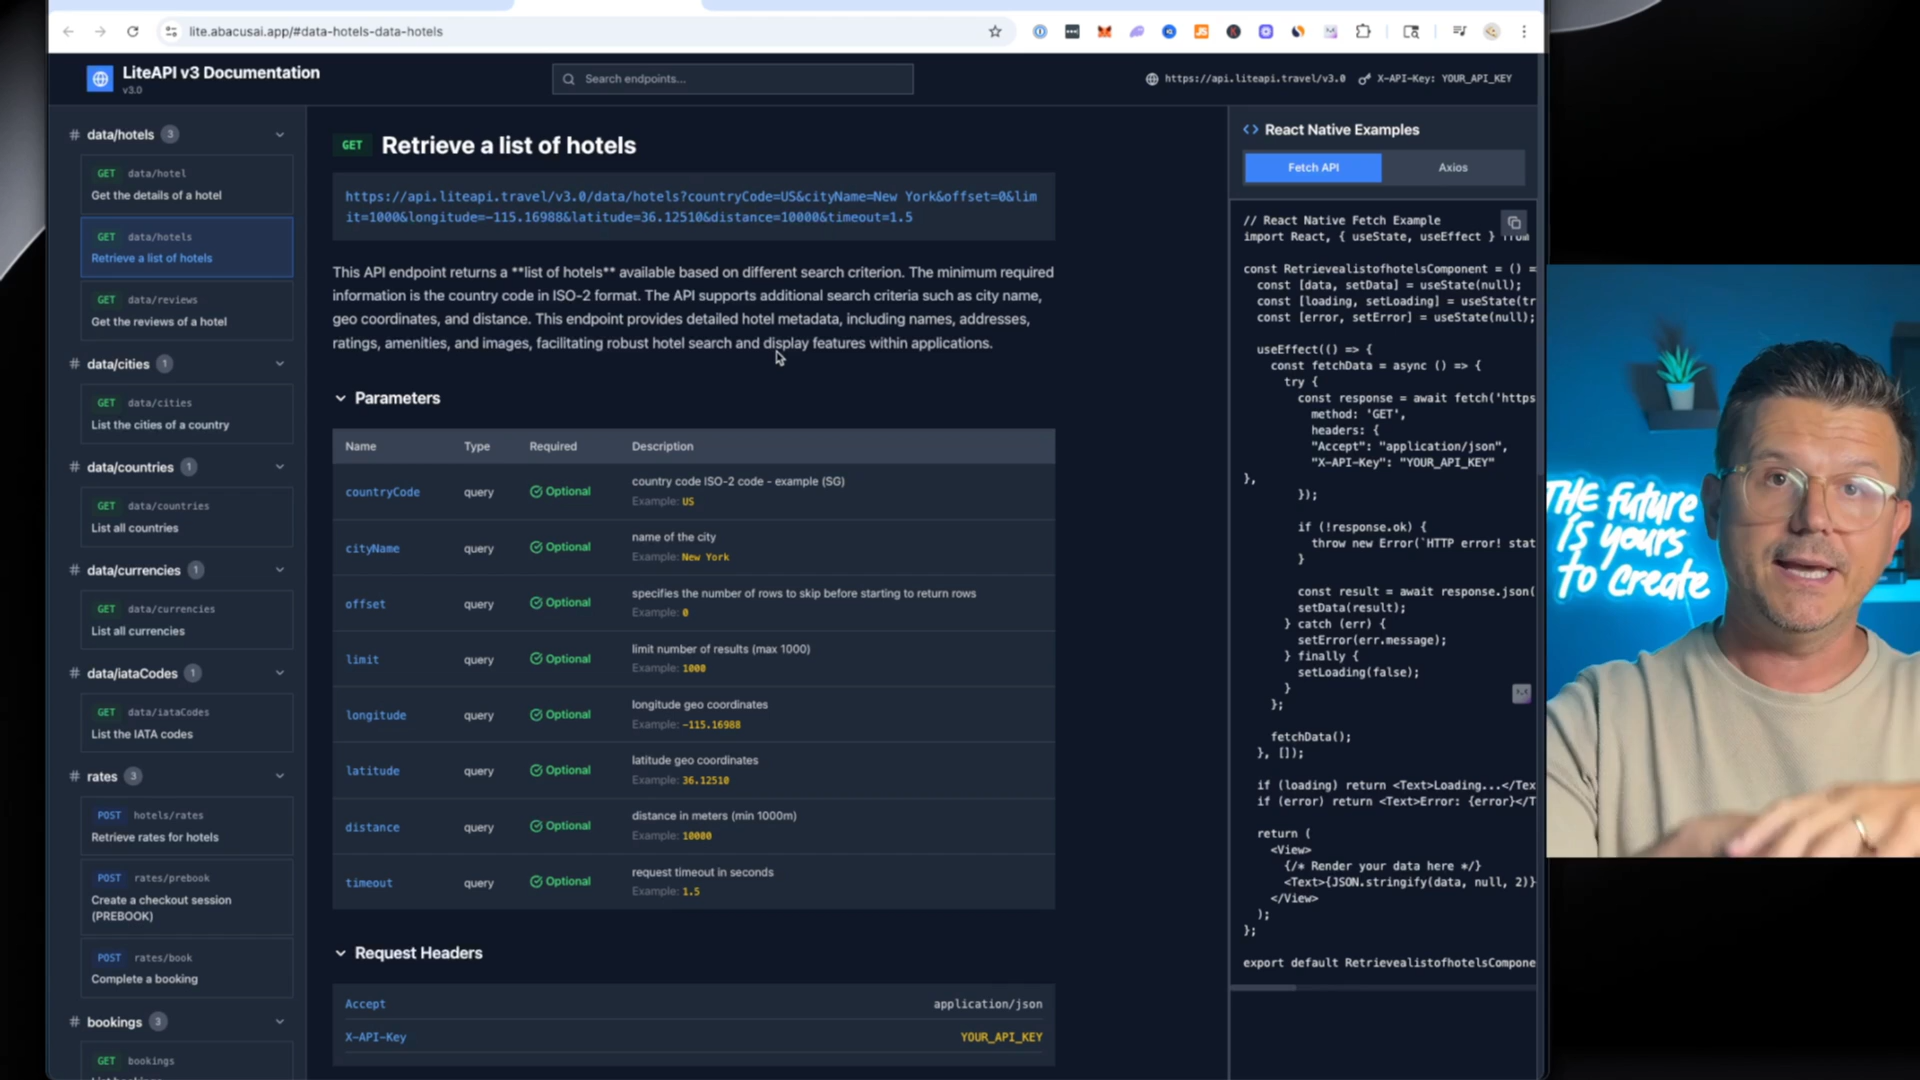 lite.abacusai.app/#data-hotels-data-hotels
LiteAPI v3 Documentation
v3.0
Search endpoints...
https://api.liteapi.travel/v3.0
X-API-Key: YOUR_API_KEY
# data/hotels 3
GET data/hotel
Get the details of a hotel
GET data/hotels
Retrieve a list of hotels
GET data/reviews
Get the reviews of a hotel
# data/cities 1
GET data/cities
List the cities of a country
# data/countries 1
GET data/countries
List all countries
# data/currencies 1
GET data/currencies
List all currencies
# data/iataCodes 1
GET data/iataCodes
List the IATA codes
# rates 3
POST hotels/rates
Retrieve rates for hotels
POST rates/prebook
Create a checkout session
(PREBOOK)
POST rates/book
Complete a booking
# bookings 3
GET bookings
GET Retrieve a list of hotels
https://api.liteapi.travel/v3.0/data/hotels?countryCode=US&cityName=New York&offset=0&lim
it=1000&longitude=-115.16988&latitude=36.12510&distance=10000&timeout=1.5
This API endpoint returns a **list of hotels** available based on different search criterion. The minimum required
information is the country code in ISO-2 format. The API supports additional search criteria such as city name,
geo coordinates, and distance. This endpoint provides detailed hotel metadata, including names, addresses,
ratings, amenities, and images, facilitating robust hotel search and display features within applications.
Parameters
Name Type Required Description
countryCode query Optional country code ISO-2 code - example (SG)
Example: US
cityName query Optional name of the city
Example: New York
offset query Optional specifies the number of rows to skip before starting to return rows
Example: 0
limit query Optional limit number of results (max 1000)
Example: 1000
longitude query Optional longitude geo coordinates
Example: -115.16988
latitude query Optional latitude geo coordinates
Example: 36.12510
distance query Optional distance in meters (min 1000m)
Example: 10000
timeout query Optional request timeout in seconds
Example: 1.5
Request Headers
Accept application/json
X-API-Key YOUR_API_KEY
<> React Native Examples
Fetch API Axios
// React Native Fetch Example
import React, { useState, useEffect } from
const RetrievealistofhotelsComponent = () =
const [data, setData] = useState(null);
const [loading, setLoading] = useState(tr
const [error, setError] = useState(null);
useEffect(() => {
const fetchData = async () => {
try {
const response = await fetch('https
method: 'GET',
headers: {
"Accept": "application/json",
"X-API-Key": "YOUR_API_KEY"
},
});
if (!response.ok) {
throw new Error(`HTTP error! stat
}
const result = await response.json(
setData(result);
} catch (err) {
setError(err.message);
} finally {
setLoading(false);
}
};
fetchData();
}, []);
if (loading) return <Text>Loading...</Tex
if (error) return <Text>Error: {error}</T
return (
<View>
{/* Render your data here */}
<Text>{JSON.stringify(data, null, 2)}
</View>
);
};
export default RetrievealistofhotelsCompone
THE future
is yours
to create